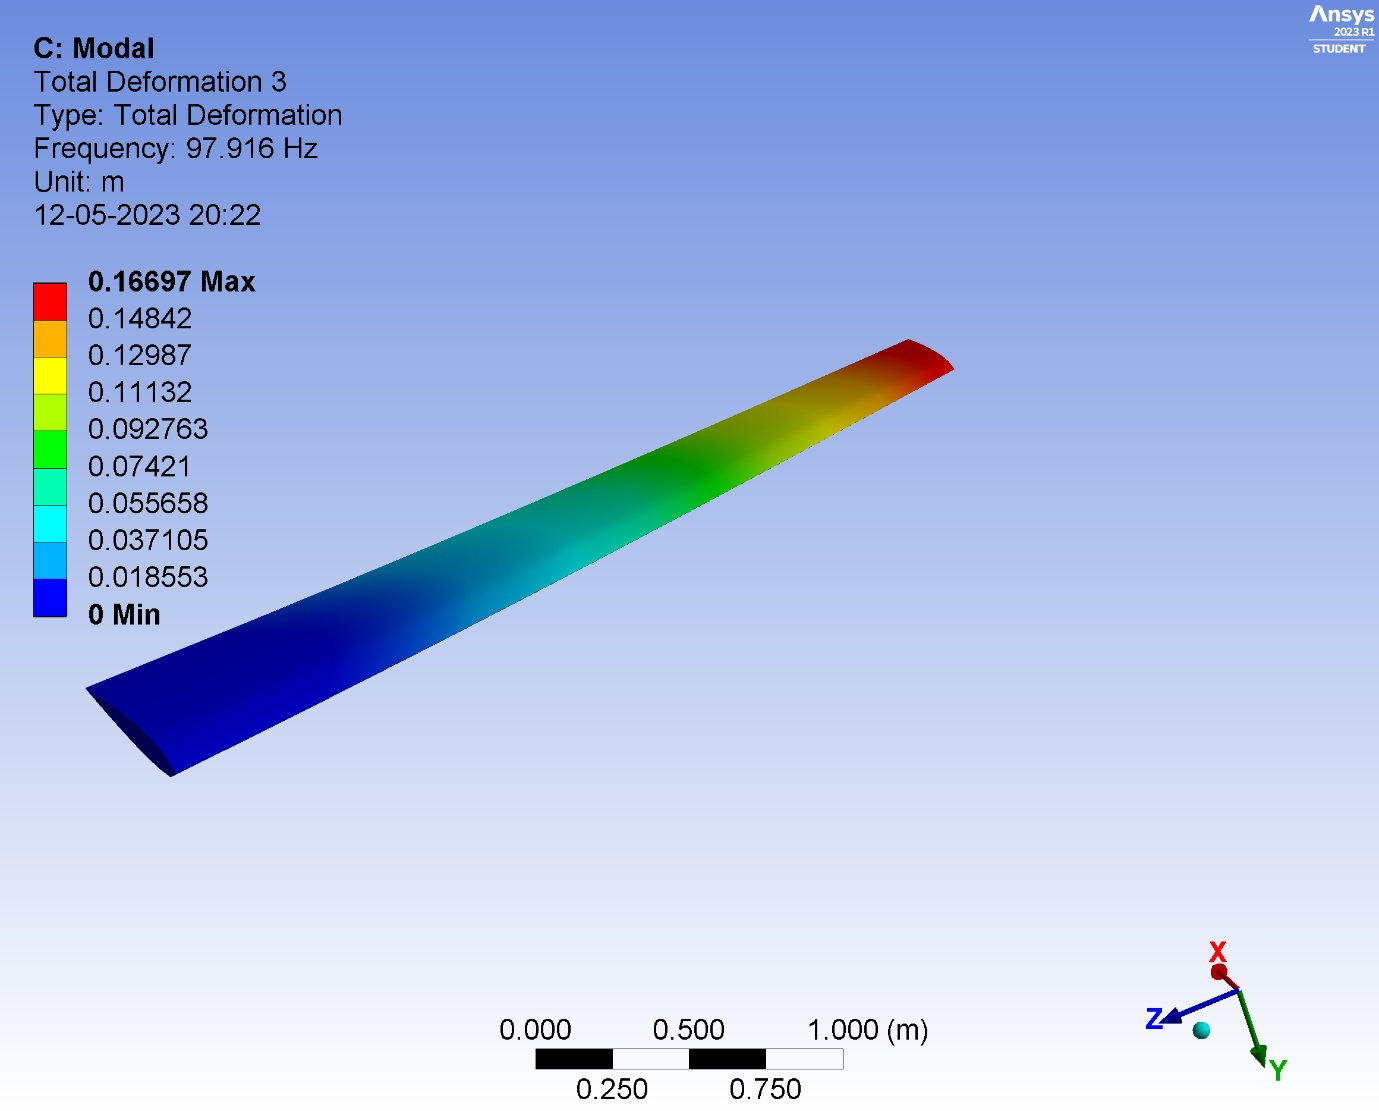 Ansys
2023 R1
STUDENT
C: Modal
Total Deformation 3
Type: Total Deformation
Frequency: 97.916 Hz
Unit: m
12-05-2023 20:22
0.16697 Max
0.14842
0.12987
0.11132
0.092763
0.07421
0.055658
0.037105
0.018553
0 Min
X
Z
Y
0.000 0.500 1.000 (m)
0.250 0.750